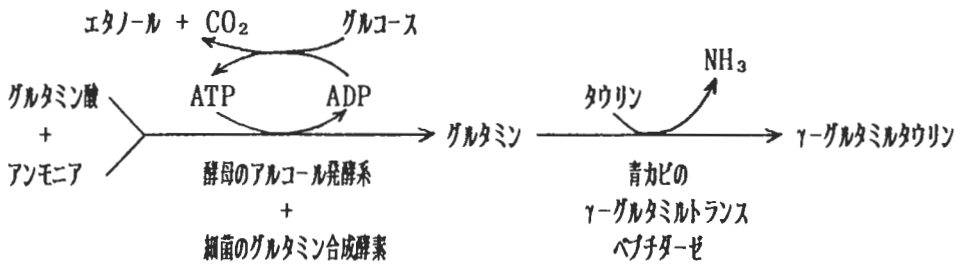 エタノール + CO₂ グルコース
NH₃
グルタミン酸 ATP ADP タウリン
+ グルタミン γ-グルタミルタウリン
アンモニア 酵母のアルコール発酵系 青カビの
+ γ-グルタミルトランス
細菌のグルタミン合成酵素 ペプチダーゼ